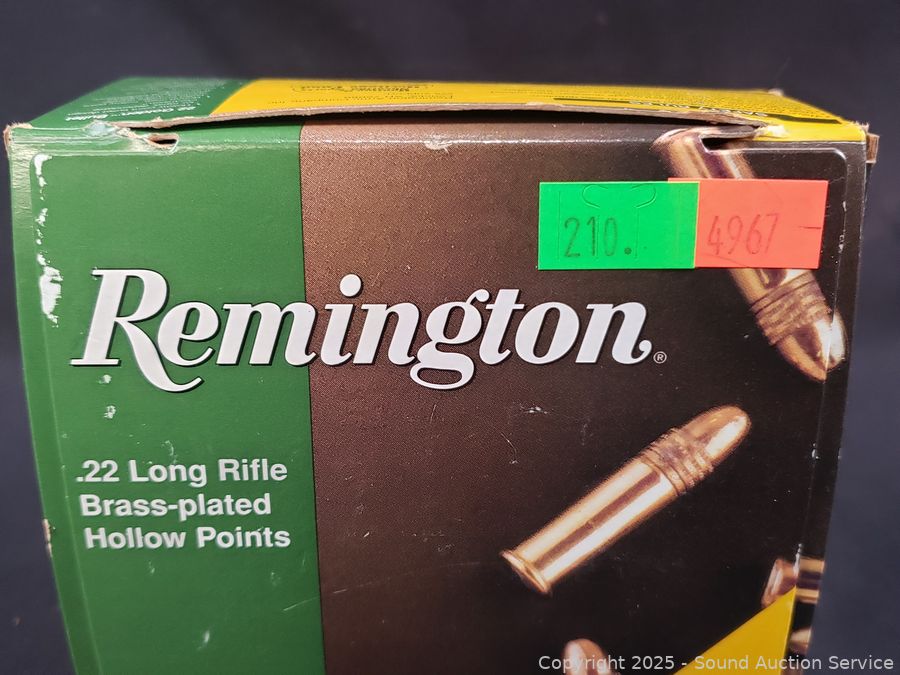 210.
4967
Remington®
.22 Long Rifle
Brass-plated
Hollow Points
Copyright 2025 - Sound Auction Service